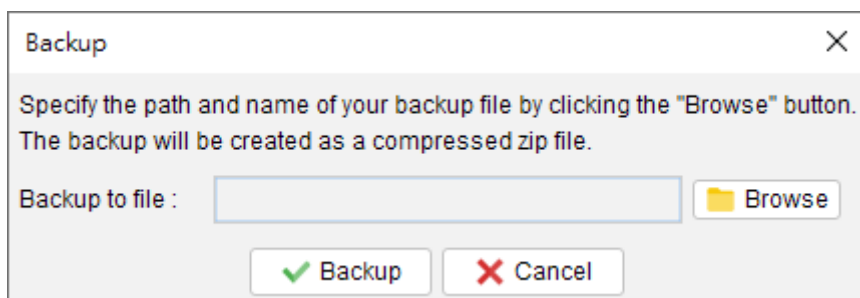 Backup
Specify the path and name of your backup file by clicking the "Browse" button.
The backup will be created as a compressed zip file.
Backup to file :
Browse
Backup
Cancel